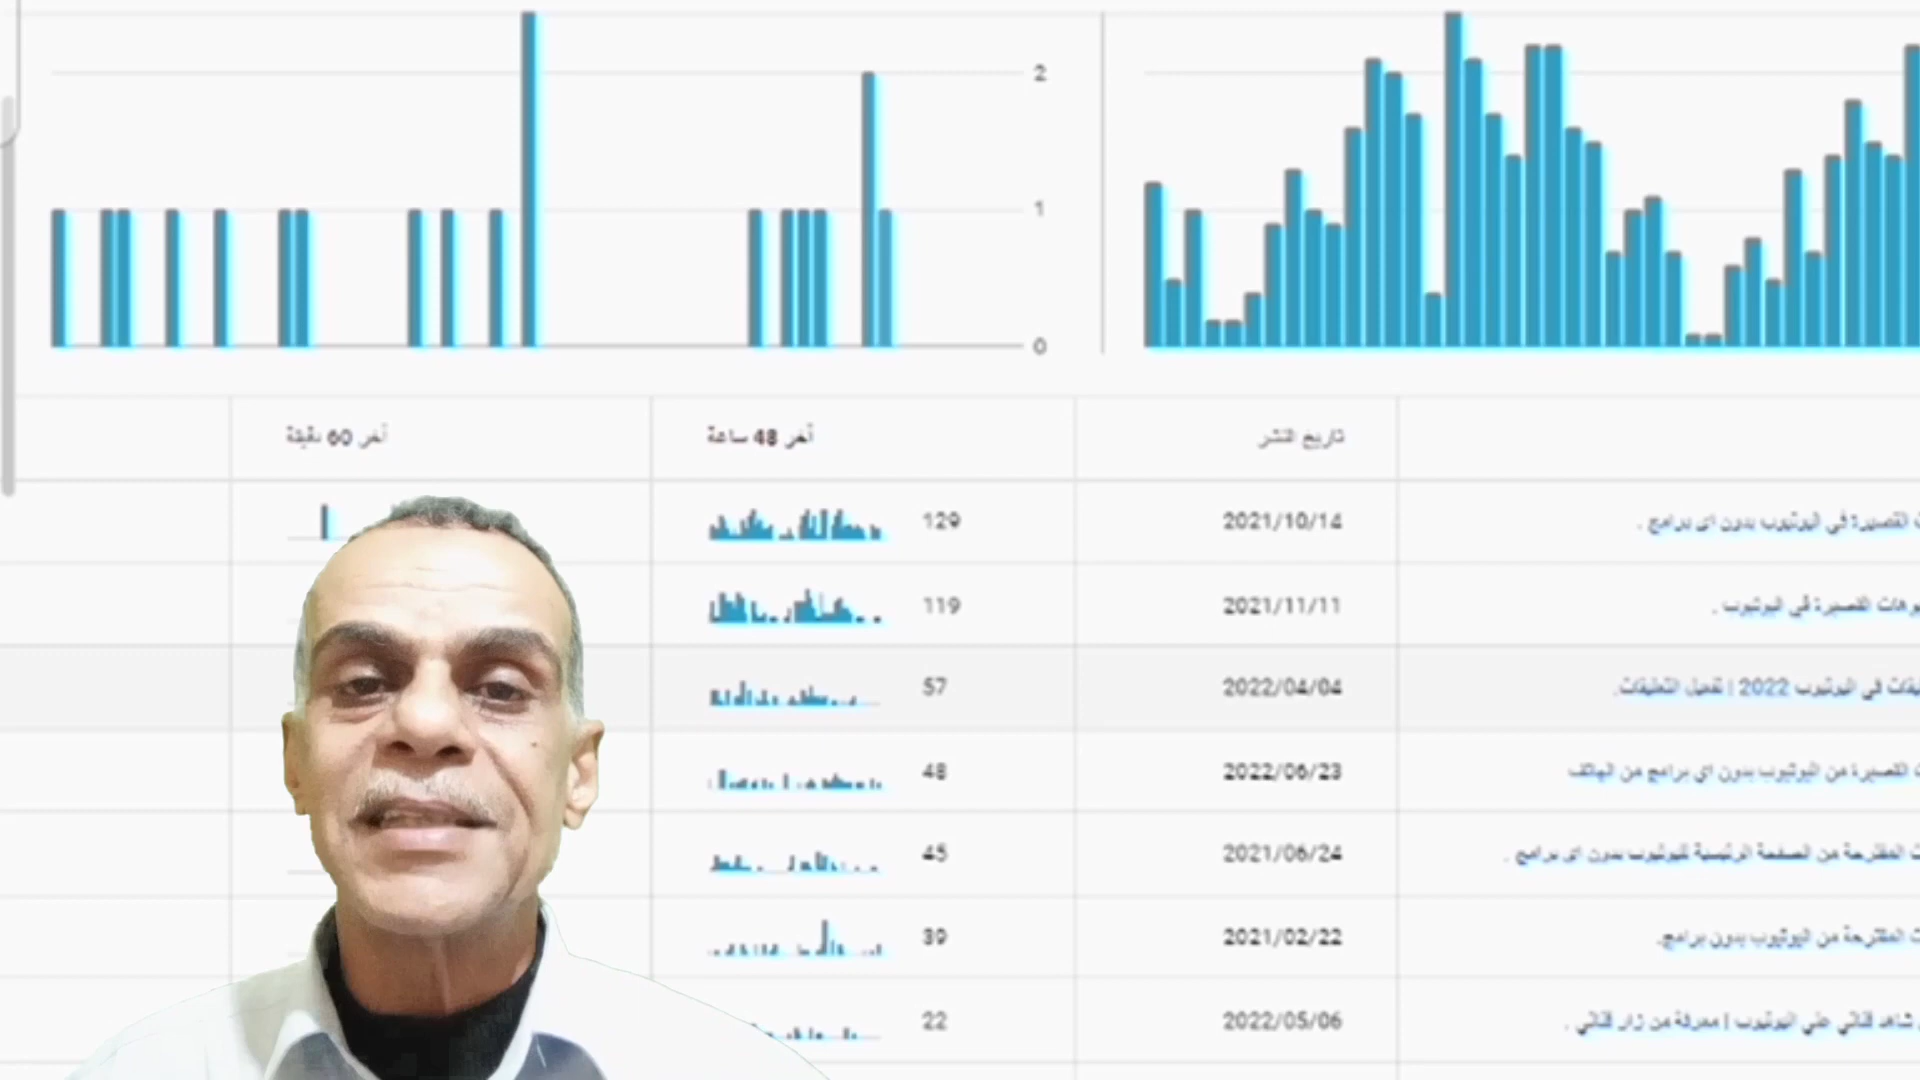 2
1
0
تاريخ النشر آخر 48 ساعة آخر 60 دقيقة
القصيرة في اليوتيوب بدون اى برامج . 2021/10/14 129
القصيرة في اليوتيوب . 2021/11/11 119
في اليوتيوب 2022 | تفعيل التعليقات. 2022/04/04 57
القصيرة من اليوتيوب بدون اي برامج من الهاتف 2022/06/23 48
المقترحة من الصفحة الرئيسية لليوتيوب بدون اى برامج . 2021/06/24 45
المقترحة من اليوتيوب بدون برامج. 2021/02/22 39
شاهد قناتي على اليوتيوب | معرفة من زار قناتي . 2022/05/06 22